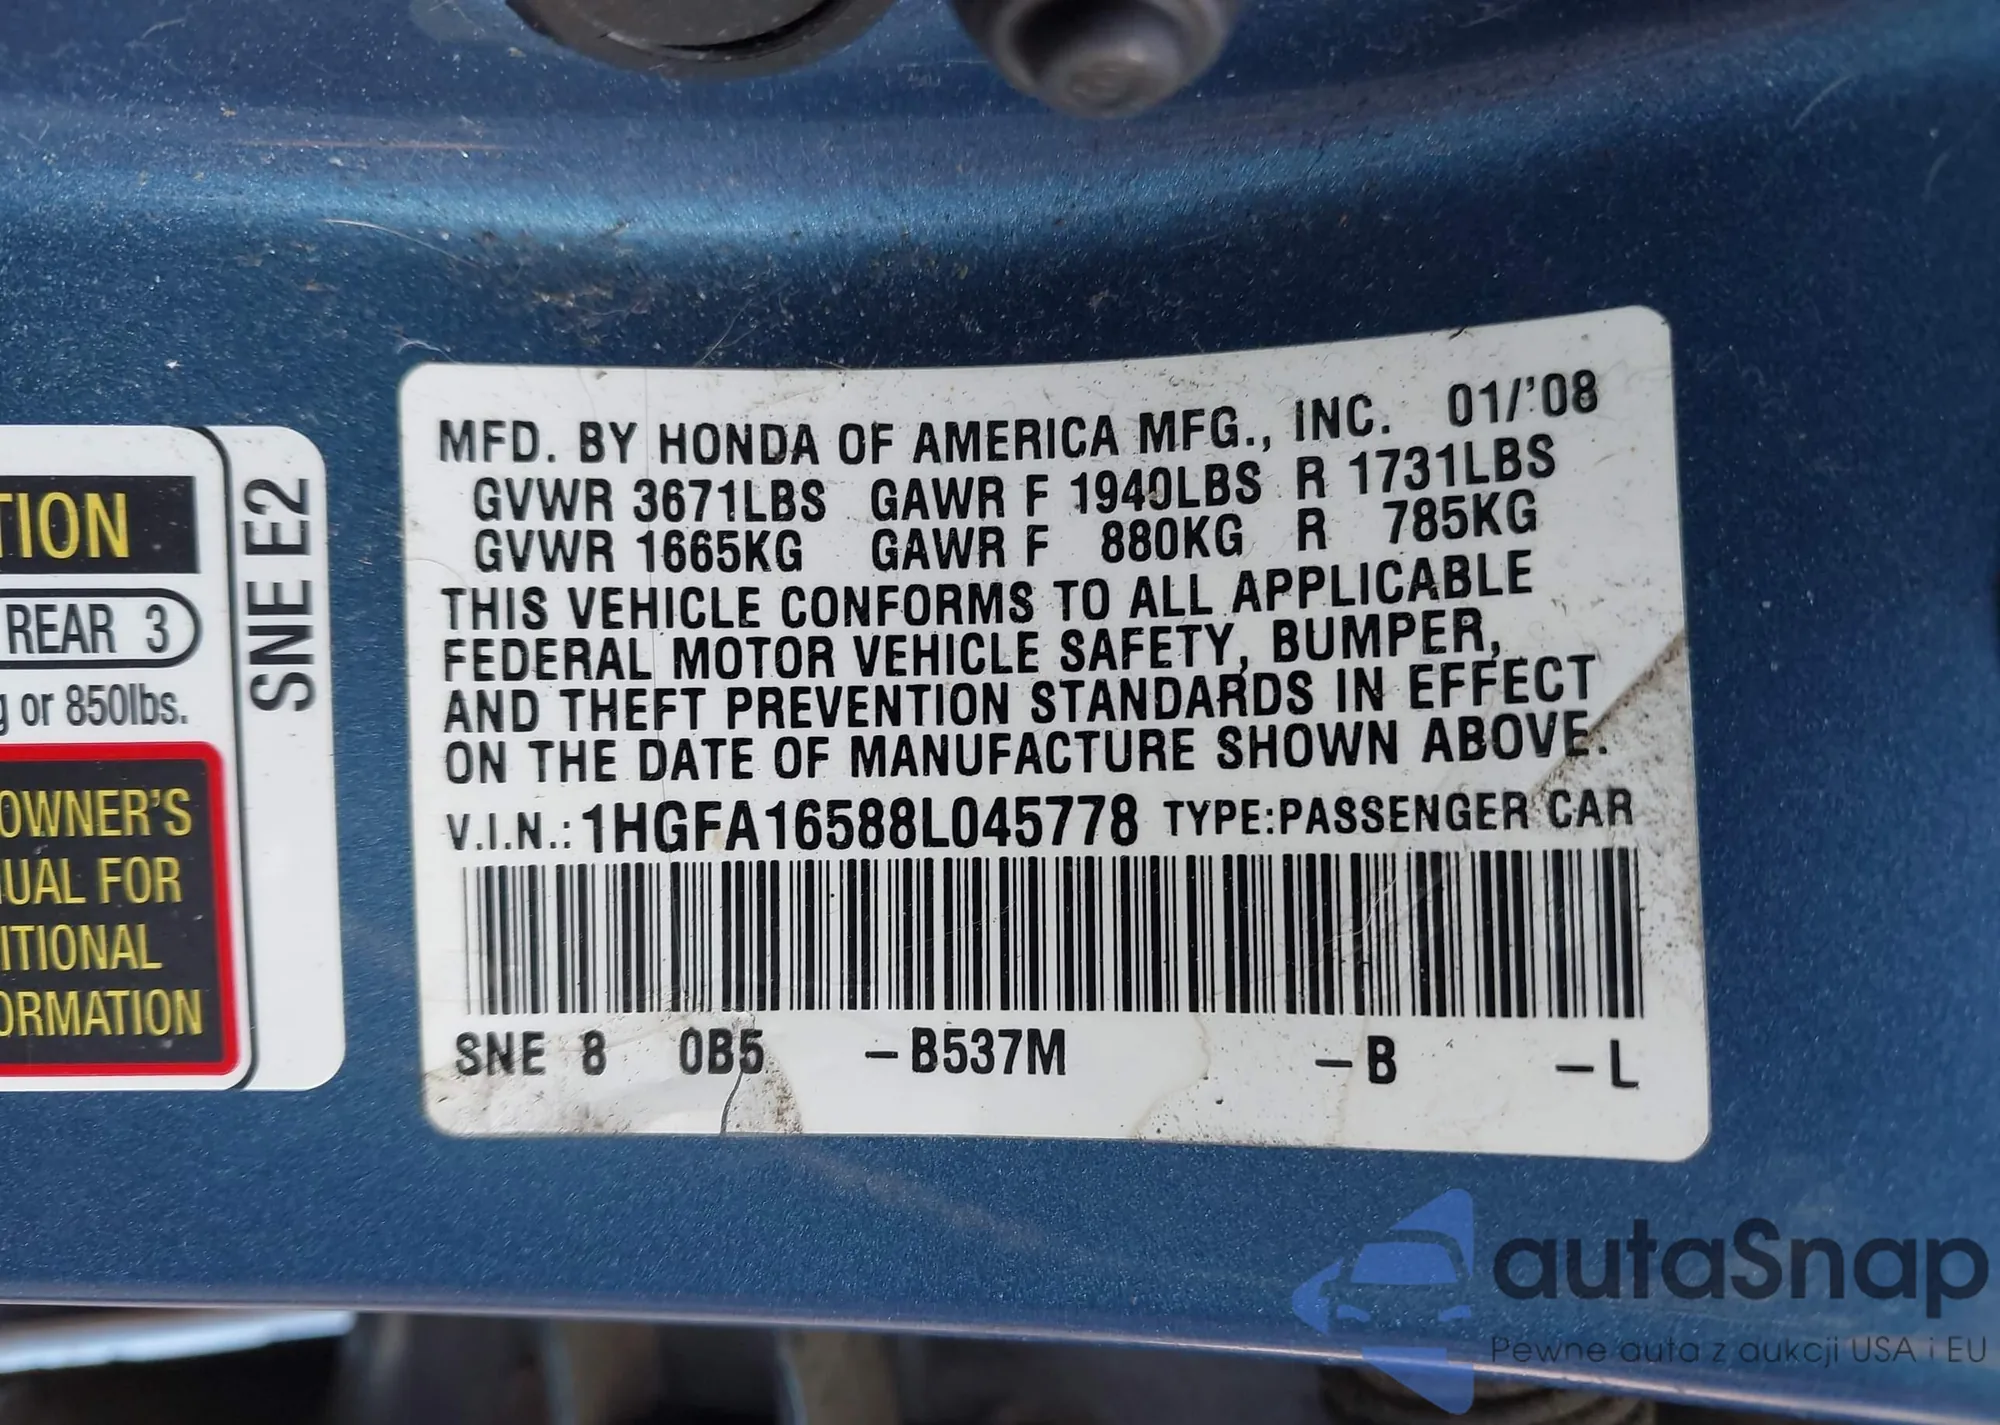 TION
REAR 3
g or 850lbs.
OWNER'S
UAL FOR
ITIONAL
ORMATION
SNE E2
MFD. BY HONDA OF AMERICA MFG., INC. 01/'08
GVWR 3671LBS GAWR F 1940LBS R 1731LBS
GVWR 1665KG GAWR F 880KG R 785KG
THIS VEHICLE CONFORMS TO ALL APPLICABLE
FEDERAL MOTOR VEHICLE SAFETY, BUMPER,
AND THEFT PREVENTION STANDARDS IN EFFECT
ON THE DATE OF MANUFACTURE SHOWN ABOVE.
V.I.N.: 1HGFA16588L045778 TYPE:PASSENGER CAR
SNE 8 0B5 -B537M -B -L
autaSnap
Pewne auta z aukcji USA i EU